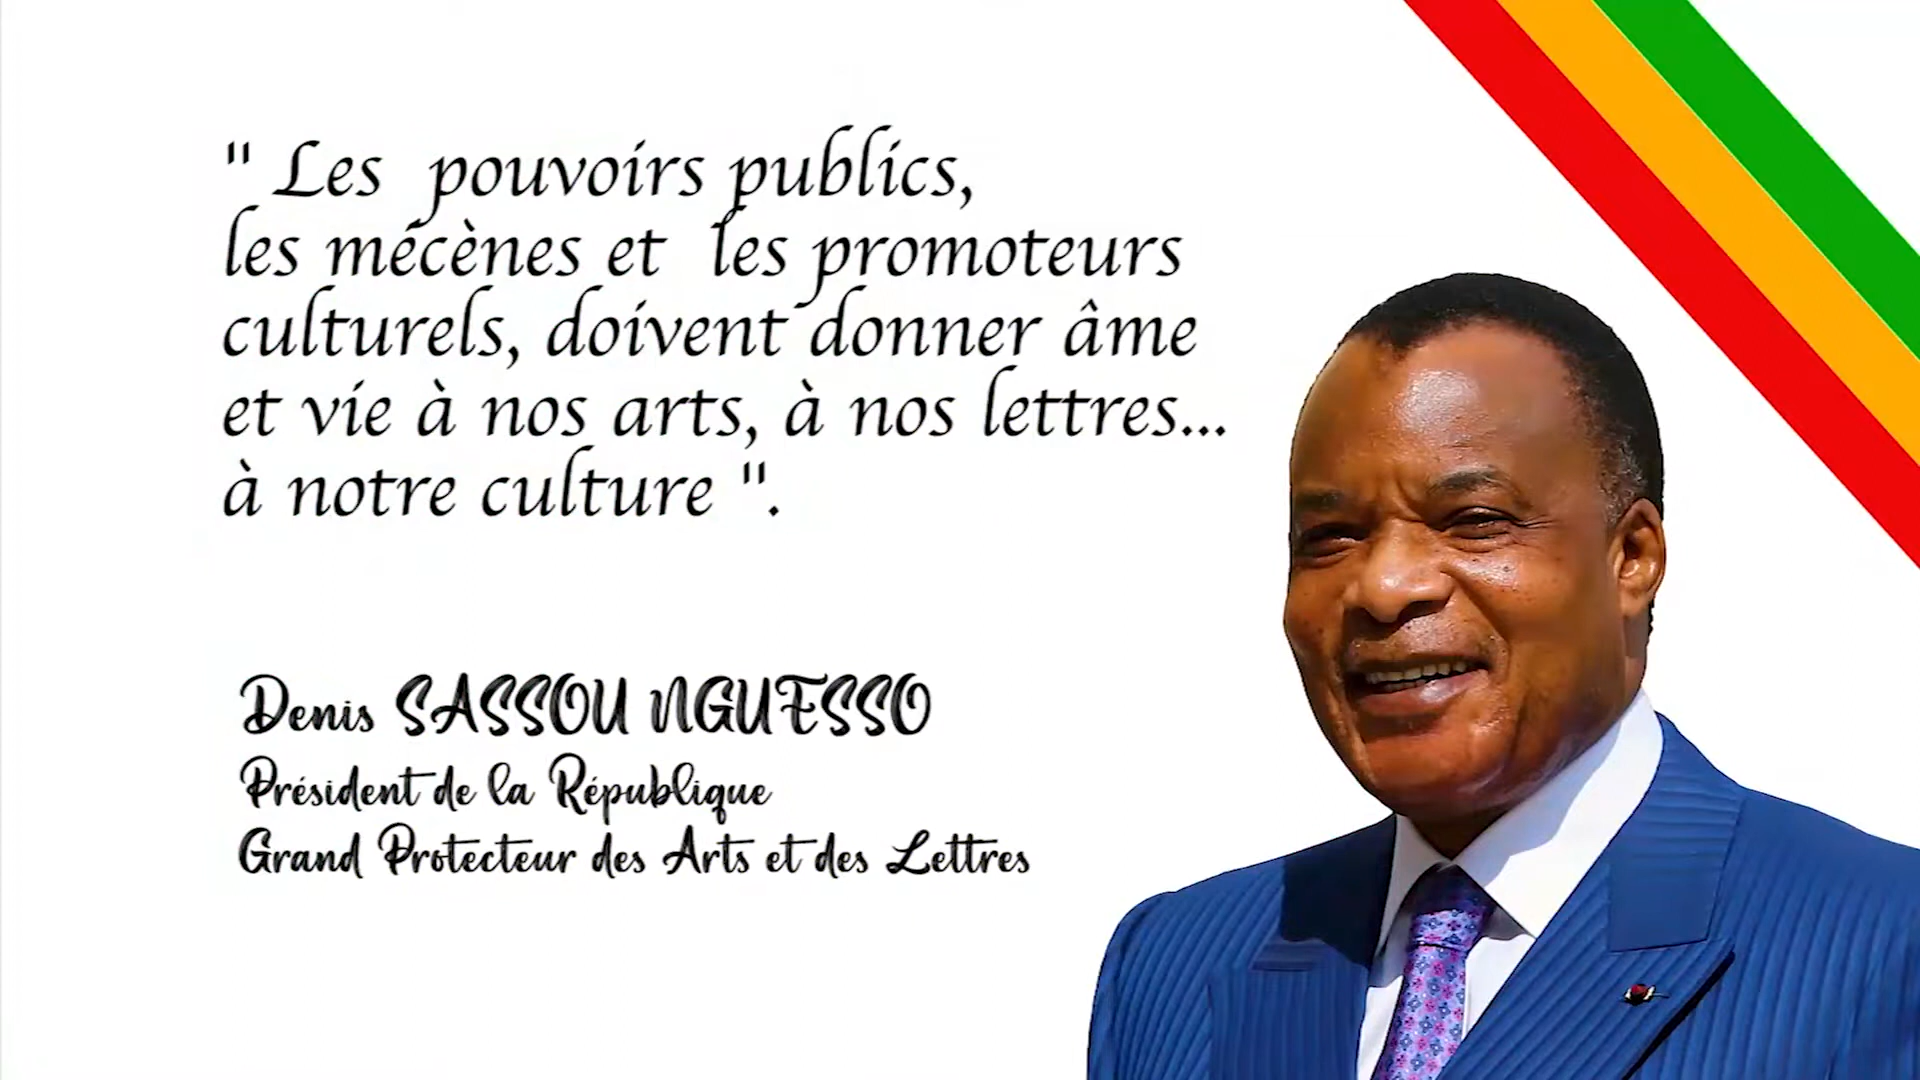 " Les pouvoirs publics,
les mécènes et les promoteurs
culturels, doivent donner âme
et vie à nos arts, à nos lettres...
à notre culture ".
Denis SASSOU NGUESSO
Président de la République
Grand Protecteur des Arts et des Lettres